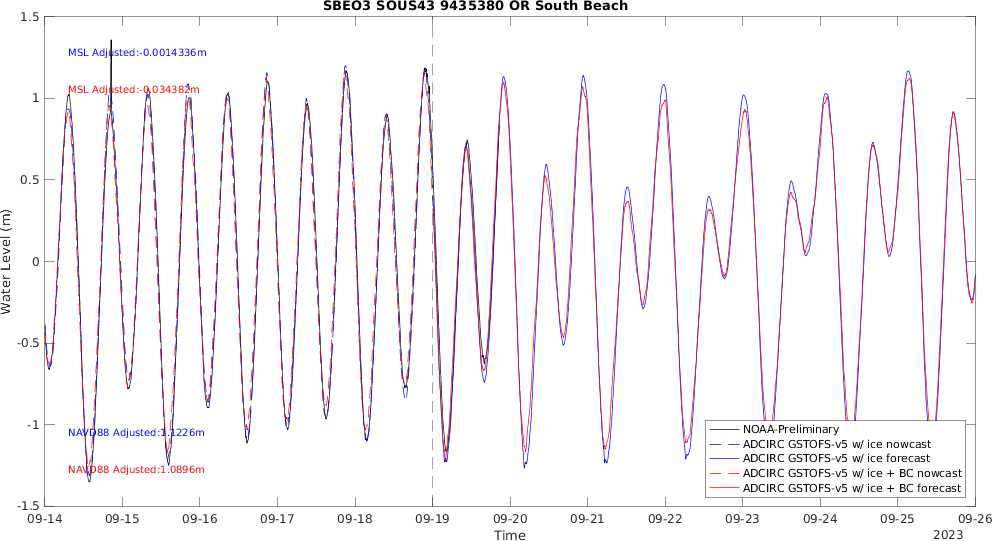 SBEO3 SOUS43 9435380 OR South Beach
1.5
1
0.5
0
-0.5
-1
-1.5
Water Level (m)
MSL Adjusted:-0.0014336m
MSL Adjusted:-0.034382m
NAVD88 Adjusted:1.1226m
NAVD88 Adjusted:1.0896m
NOAA-Preliminary
ADCIRC GSTOFS-v5 w/ ice nowcast
ADCIRC GSTOFS-v5 w/ ice forecast
ADCIRC GSTOFS-v5 w/ ice + BC nowcast
ADCIRC GSTOFS-v5 w/ ice + BC forecast
09-14 09-15 09-16 09-17 09-18 09-19 09-20 09-21 09-22 09-23 09-24 09-25 09-26
Time
2023